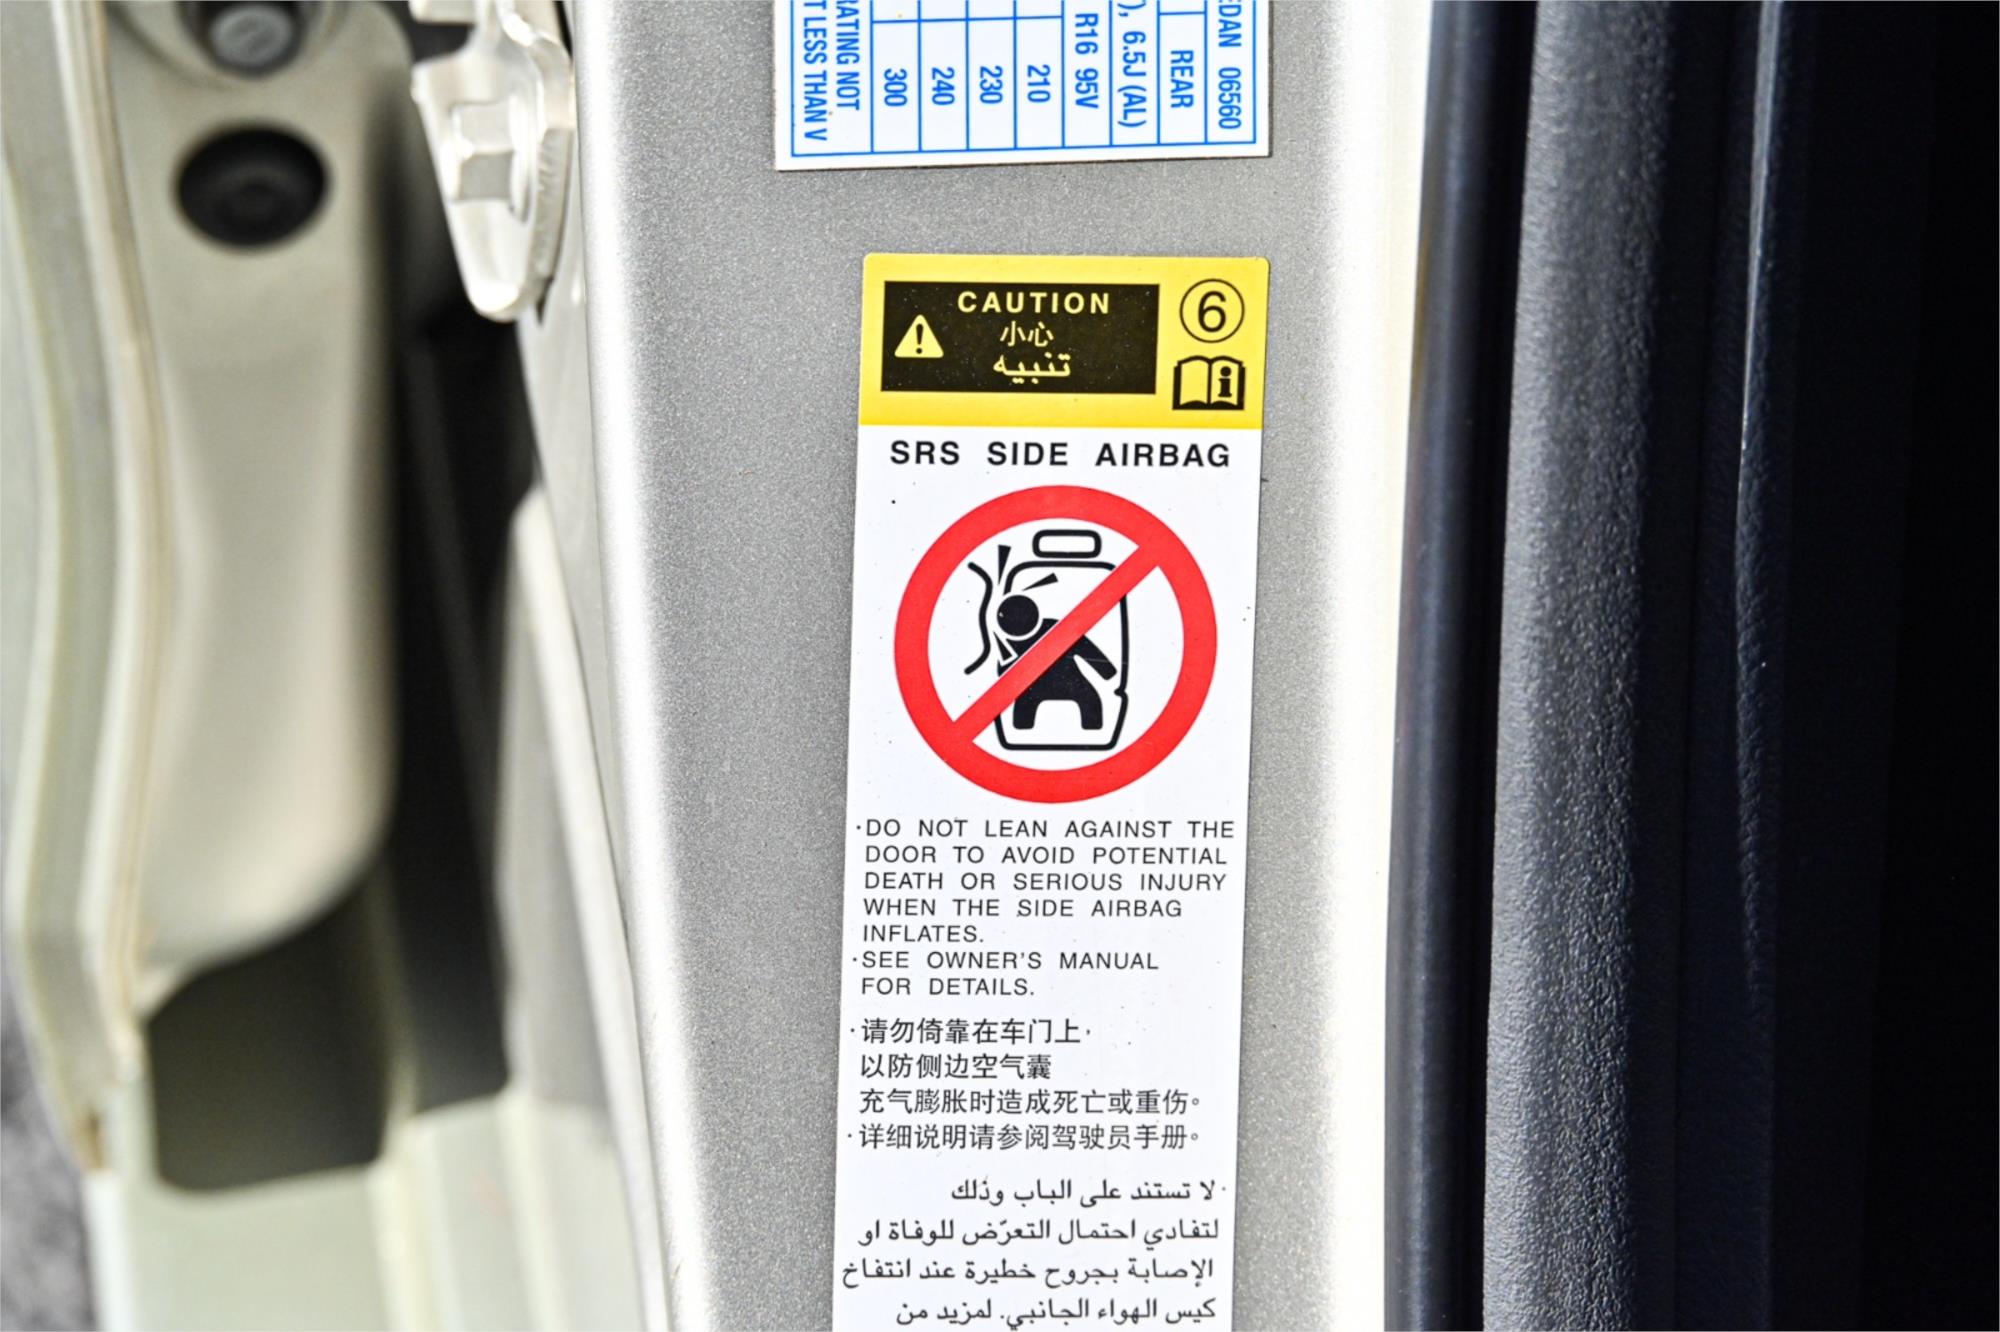 EDAN 06560
REAR
), 6.5J (AL)
R16 95V
210
230
240
300
RATING NOT
T LESS THAN V
CAUTION
小心
تنبيه
6
SRS SIDE AIRBAG
·DO NOT LEAN AGAINST THE
DOOR TO AVOID POTENTIAL
DEATH OR SERIOUS INJURY
WHEN THE SIDE AIRBAG
INFLATES.
·SEE OWNER'S MANUAL
FOR DETAILS.
·请勿倚靠在车门上，
以防侧边空气囊
充气膨胀时造成死亡或重伤。
·详细说明请参阅驾驶员手册。
·لا تستند على الباب وذلك
لتفادي احتمال التعرّض للوفاة او
الإصابة بجروح خطيرة عند انتفاخ
كيس الهواء الجانبي. لمزيد من